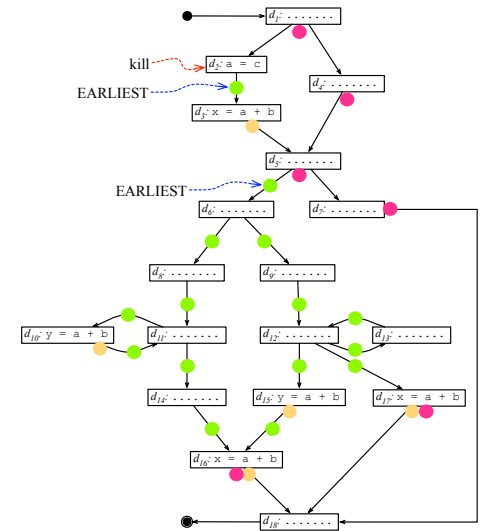 d1: .......
kill
d2: a = c
EARLIEST
d4: .......
d3: x = a + b
d5: .......
EARLIEST
d6: .......
d7: .......
d8: .......
d9: .......
d10: y = a + b
d11: .......
d12: .......
d13: .......
d14: .......
d15: y = a + b
d17: x = a + b
d16: x = a + b
d18: .......